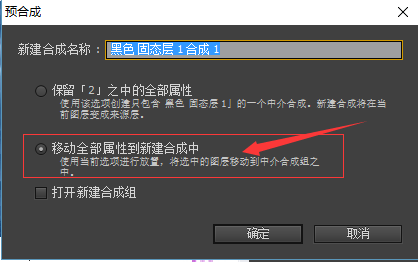 预合成
新建合成名称：黑色 固态层 1合成 1
保留「2」之中的全部属性
使用该选项创建只包含 黑色 固态层 1」的一个中介合成。新建合成将在当
前图层变成来源层。
移动全部属性到新建合成中
使用当前选项进行放置，将选中的图层移动到中介合成组之
中。
打开新建合成组
确定
取消